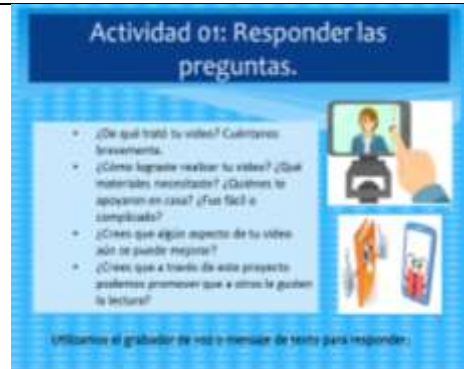 Actividad 01: Responder las
preguntas.
• ¿De qué trató tu video? Cuéntanos
brevemente.
• ¿Cómo lograste realizar tu video? ¿Qué
materiales necesitaste? ¿Quiénes te
apoyaron en casa? ¿Fue fácil o
complicado?
• ¿Crees que algún aspecto de tu video
aún se puede mejorar?
• ¿Crees que a través de este proyecto
podemos promover que a otros le gusten
la lectura?
Utilizamos el grabador de voz o mensaje de texto para responder.